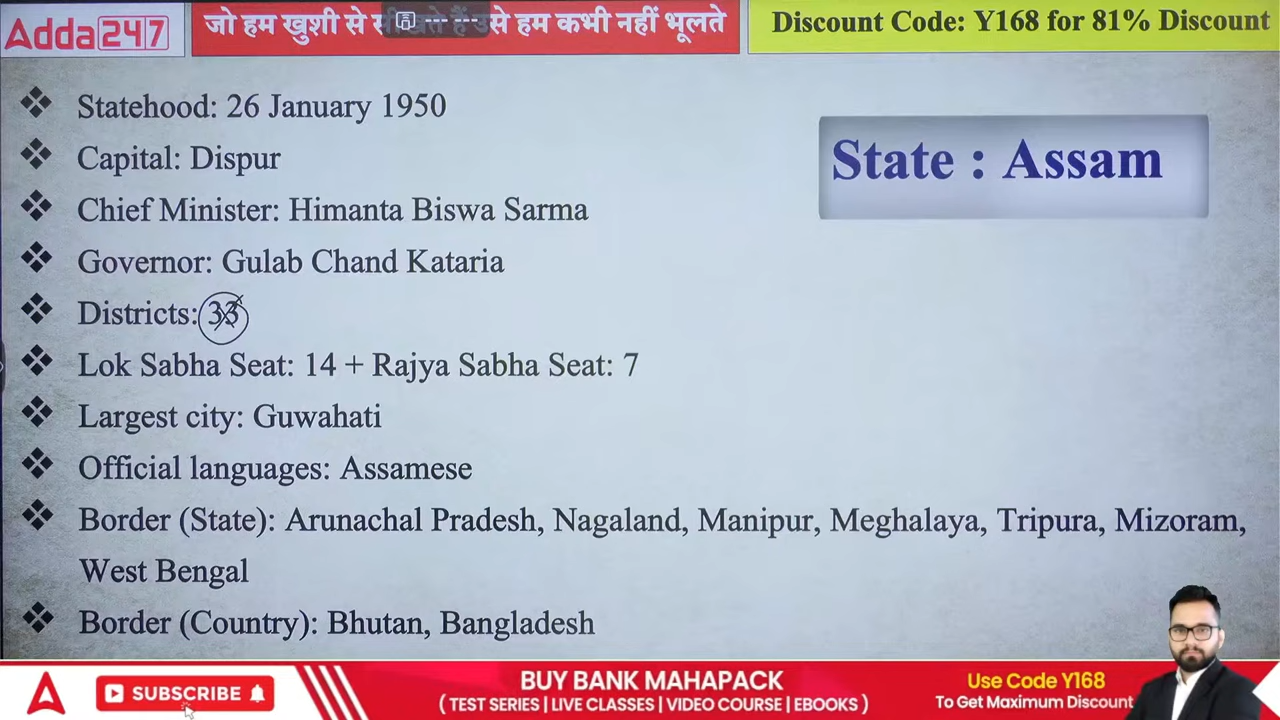 Adda247
जो हम खुशी से से हम कभी नहीं भूलते
Discount Code: Y168 for 81% Discount
State : Assam
❖ Statehood: 26 January 1950
❖ Capital: Dispur
❖ Chief Minister: Himanta Biswa Sarma
❖ Governor: Gulab Chand Kataria
❖ Districts: 33
❖ Lok Sabha Seat: 14 + Rajya Sabha Seat: 7
❖ Largest city: Guwahati
❖ Official languages: Assamese
❖ Border (State): Arunachal Pradesh, Nagaland, Manipur, Meghalaya, Tripura, Mizoram,
West Bengal
❖ Border (Country): Bhutan, Bangladesh
SUBSCRIBE
BUY BANK MAHAPACK
( TEST SERIES | LIVE CLASSES | VIDEO COURSE | EBOOKS )
Use Code Y168
To Get Maximum Discount